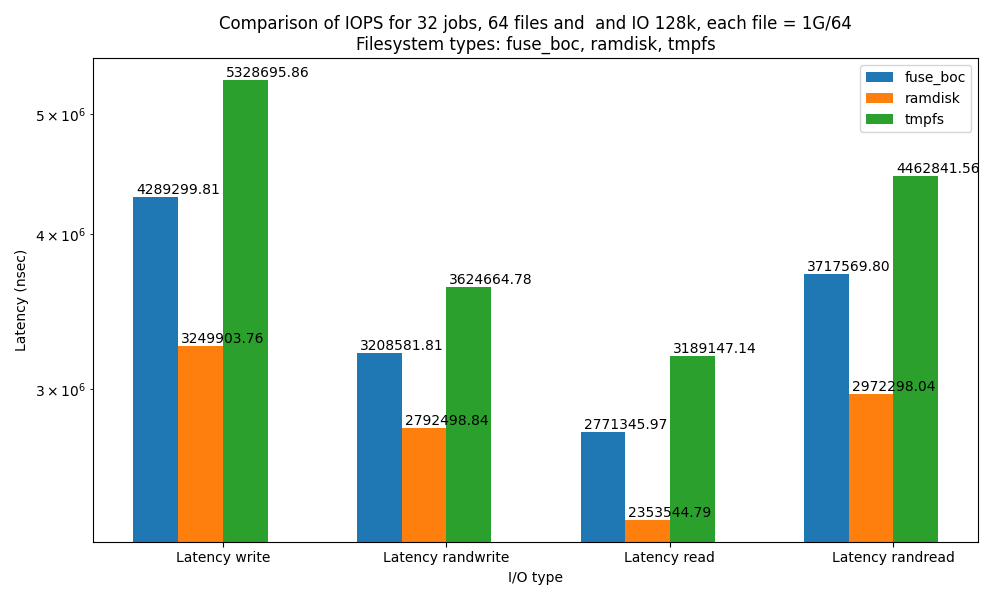 Comparison of IOPS for 32 jobs, 64 files and  and IO 128k, each file = 1G/64
Filesystem types: fuse_boc, ramdisk, tmpfs
fuse_boc
ramdisk
tmpfs
Latency (nsec)
5 × 10⁶
4 × 10⁶
3 × 10⁶
4289299.81
3249903.76
5328695.86
3208581.81
2792498.84
3624664.78
2771345.97
2353544.79
3189147.14
3717569.80
2972298.04
4462841.56
Latency write
Latency randwrite
Latency read
Latency randread
I/O type